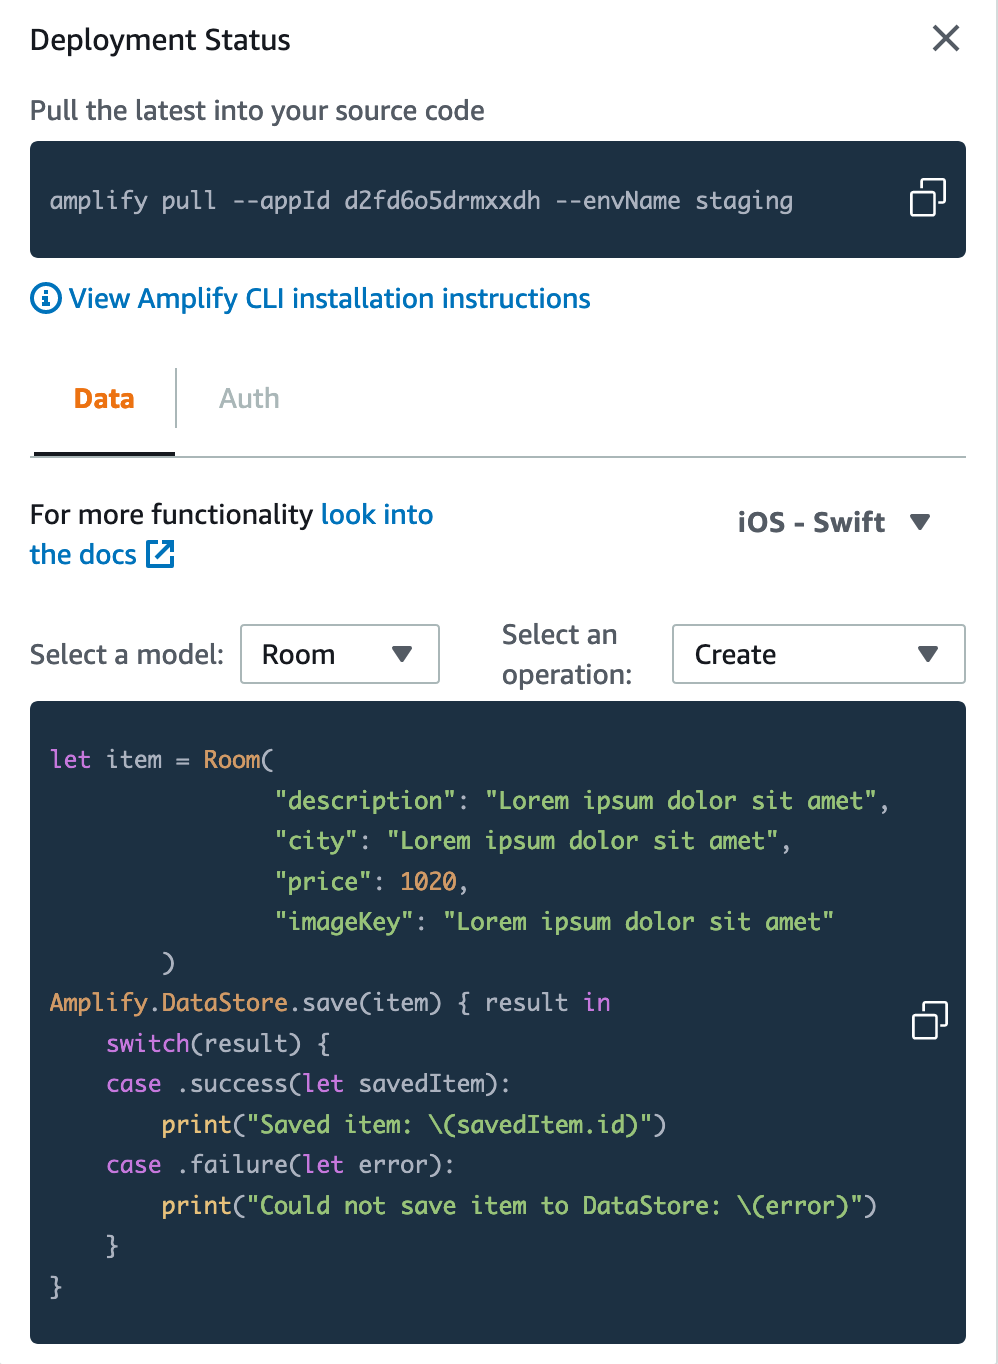 Deployment Status
Pull the latest into your source code
amplify pull --appId d2fd6o5drmxxdh --envName staging
View Amplify CLI installation instructions
Data
Auth
For more functionality look into
the docs
iOS - Swift
Select a model:
Room
Select an
operation:
Create
let item = Room(
                "description": "Lorem ipsum dolor sit amet",
                "city": "Lorem ipsum dolor sit amet",
                "price": 1020,
                "imageKey": "Lorem ipsum dolor sit amet"
        )
Amplify.DataStore.save(item) { result in
    switch(result) {
    case .success(let savedItem):
        print("Saved item: \(savedItem.id)")
    case .failure(let error):
        print("Could not save item to DataStore: \(error)")
    }
}